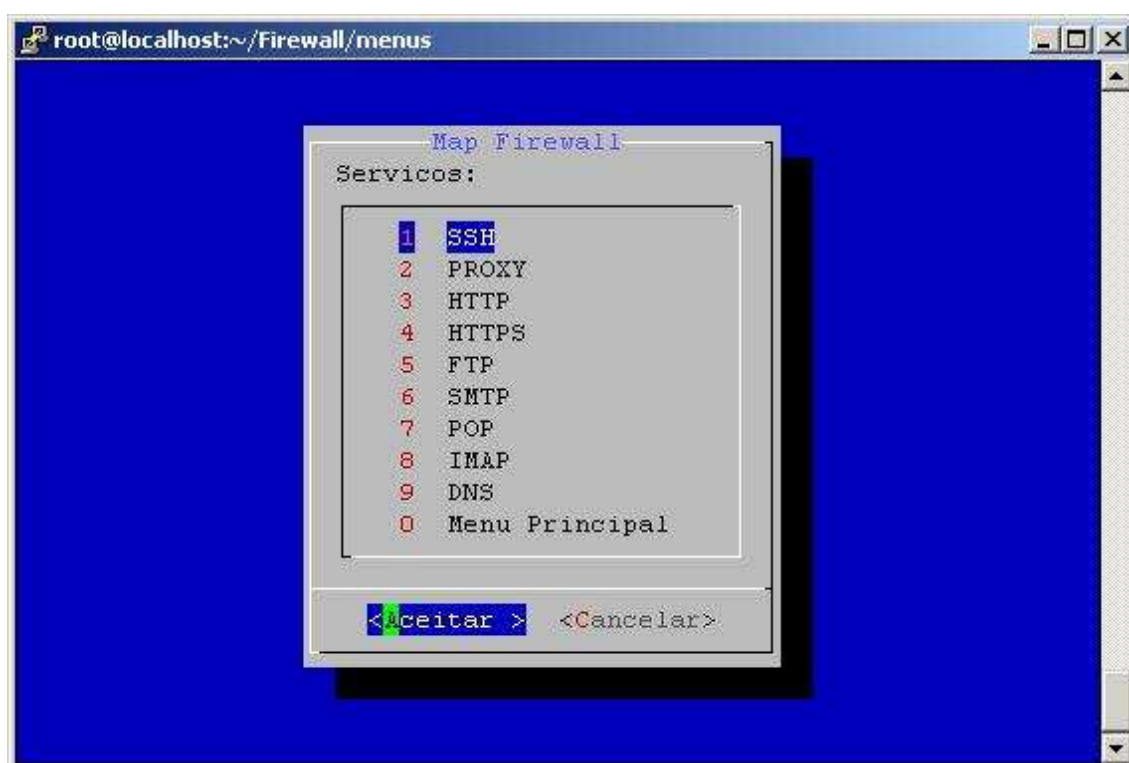 root@localhost:~/Firewall/menus
Map Firewall
Servicos:
1 SSH
2 PROXY
3 HTTP
4 HTTPS
5 FTP
6 SMTP
7 POP
8 IMAP
9 DNS
0 Menu Principal
<Aceitar > <Cancelar>